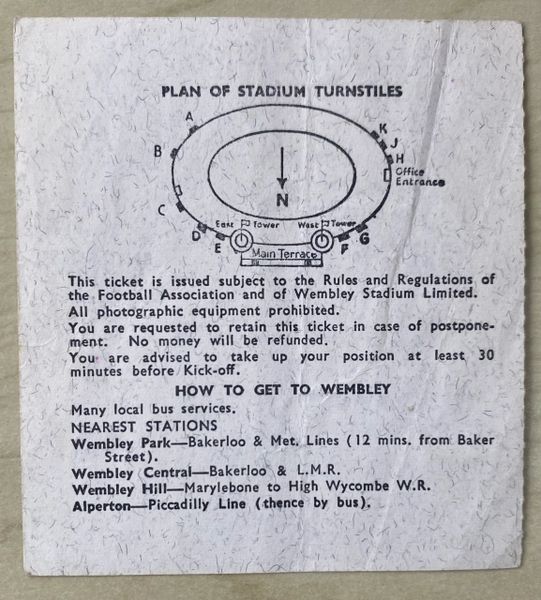 PLAN OF STADIUM TURNSTILES
A
B
C
D
E
K
J
H
Office
Entrance
G
F
N
East Tower
West Tower
Main Terrace
This ticket is issued subject to the Rules and Regulations of
the Football Association and of Wembley Stadium Limited.
All photographic equipment prohibited.
You are requested to retain this ticket in case of postpone-
ment. No money will be refunded.
You are advised to take up your position at least 30
minutes before Kick-off.
HOW TO GET TO WEMBLEY
Many local bus services.
NEAREST STATIONS
Wembley Park—Bakerloo & Met. Lines (12 mins. from Baker
Street).
Wembley Central—Bakerloo & L.M.R.
Wembley Hill—Marylebone to High Wycombe W.R.
Alperton—Piccadilly Line (thence by bus).